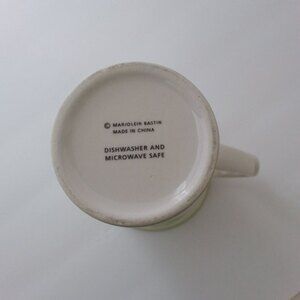 © MARJOLEIN BASTIN
MADE IN CHINA
DISHWASHER AND
MICROWAVE SAFE